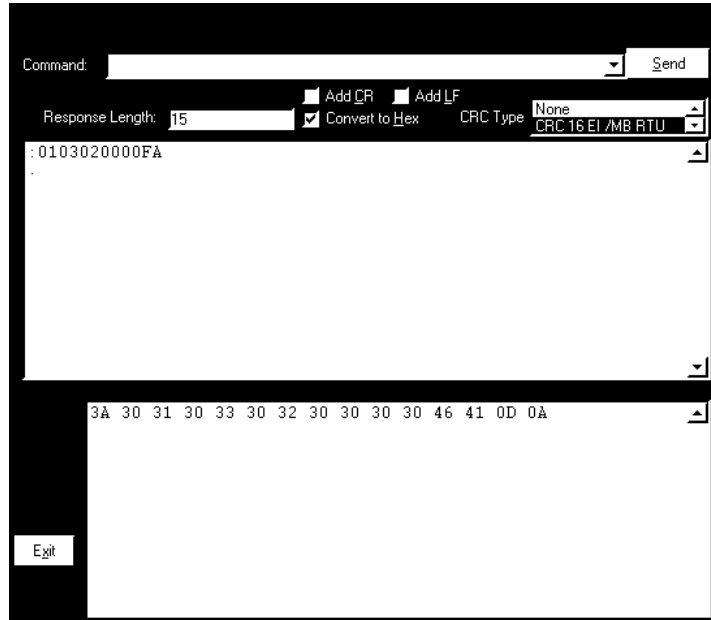 Command: Send
Add CR Add LF
Response Length: 15 Convert to Hex CRC Type None
CRC 16 EI /MB RTU
:0103020000FA
.
3A 30 31 30 33 30 32 30 30 30 30 46 41 0D 0A
Exit